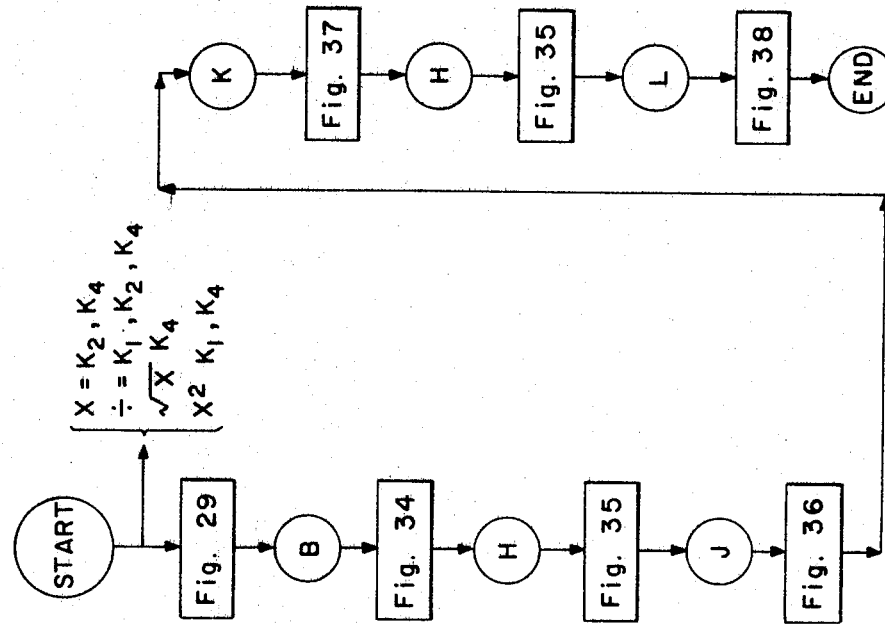 START
X = K₂, K₄
÷ = K₁, K₂, K₄
√X K₄
X² K₁, K₄
Fig. 29
B
Fig. 34
H
Fig. 35
J
Fig. 36
K
Fig. 37
H
Fig. 35
L
Fig. 38
END